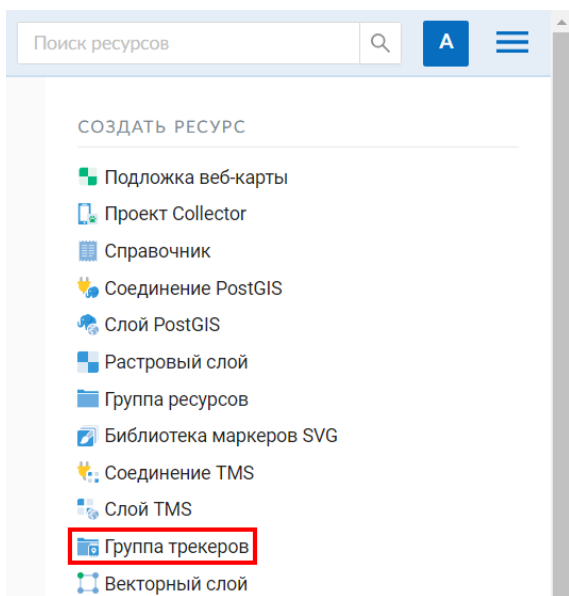 Поиск ресурсов
A
СОЗДАТЬ РЕСУРС
Подложка веб-карты
Проект Collector
Справочник
Соединение PostGIS
Слой PostGIS
Растровый слой
Группа ресурсов
Библиотека маркеров SVG
Соединение TMS
Слой TMS
Группа трекеров
Векторный слой